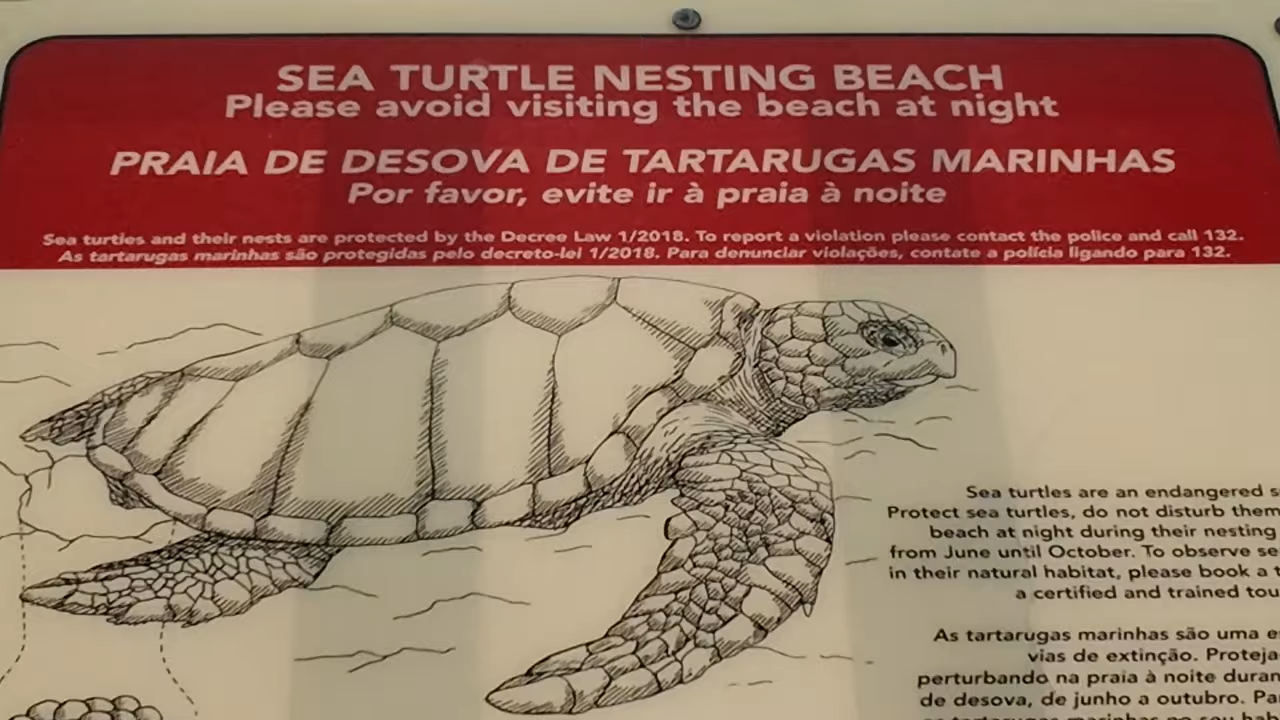 SEA TURTLE NESTING BEACH
Please avoid visiting the beach at night
PRAIA DE DESOVA DE TARTARUGAS MARINHAS
Por favor, evite ir à praia à noite
Sea turtles and their nests are protected by the Decree Law 1/2018. To report a violation please contact the police and call 132.
As tartarugas marinhas são protegidas pelo decreto-lei 1/2018. Para denunciar violações, contate a polícia ligando para 132.
Sea turtles are an endangered
Protect sea turtles, do not disturb them
beach at night during their nesting
from June until October. To observe
in their natural habitat, please book a
a certified and trained
As tartarugas marinhas são uma
vias de extinção.
perturbando na praia à noite
de desova, de junho a outubro.